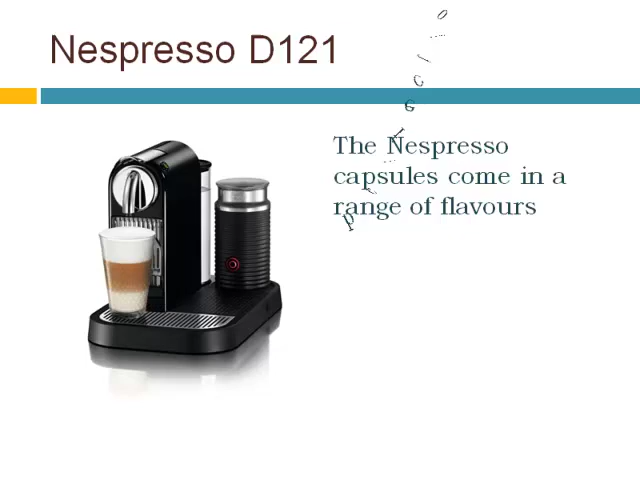 Nespresso D121
The Nespresso
capsules come in a
range of flavours